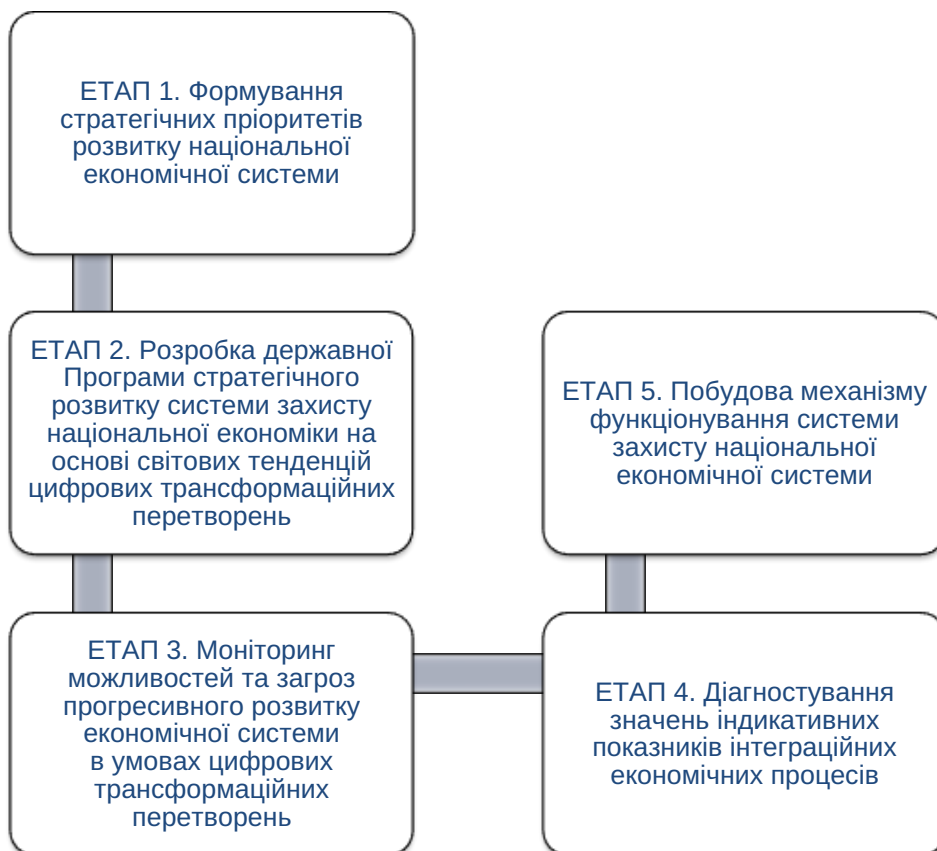 ЕТАП 1. Формування
стратегічних пріоритетів
розвитку національної
економічної системи
ЕТАП 2. Розробка державної
Програми стратегічного
розвитку системи захисту
національної економіки на
основі світових тенденцій
цифрових трансформаційних
перетворень
ЕТАП 3. Моніторинг
можливостей та загроз
прогресивного розвитку
економічної системи
в умовах цифрових
трансформаційних
перетворень
ЕТАП 4. Діагностування
значень індикативних
показників інтеграційних
економічних процесів
ЕТАП 5. Побудова механізму
функціонування системи
захисту національної
економічної системи